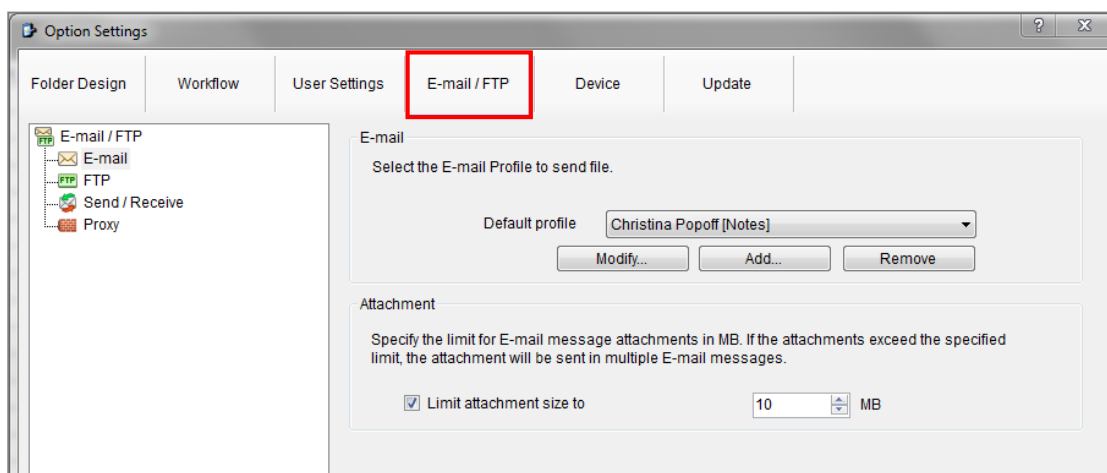 Option Settings
?
Folder Design
Workflow
User Settings
E-mail / FTP
Device
Update
FTP E-mail / FTP
E-mail
FTP FTP
Send / Receive
Proxy
E-mail
Select the E-mail Profile to send file.
Default profile Christina Popoff [Notes]
Modify... Add... Remove
Attachment
Specify the limit for E-mail message attachments in MB. If the attachments exceed the specified
limit, the attachment will be sent in multiple E-mail messages.
Limit attachment size to 10 MB